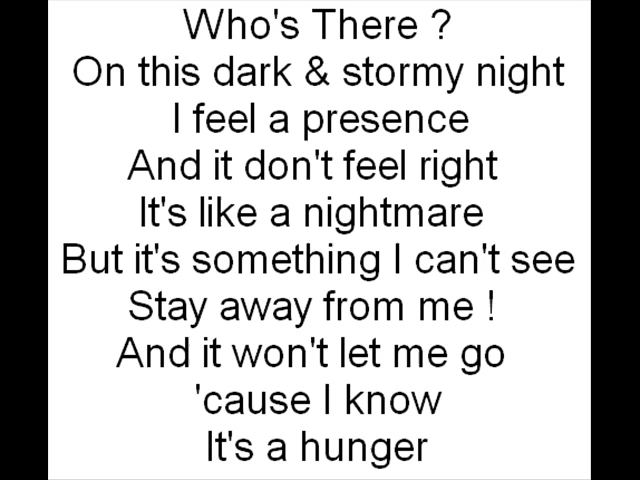 Who's There ?
On this dark & stormy night
I feel a presence
And it don't feel right
It's like a nightmare
But it's something I can't see
Stay away from me !
And it won't let me go
'cause I know
It's a hunger